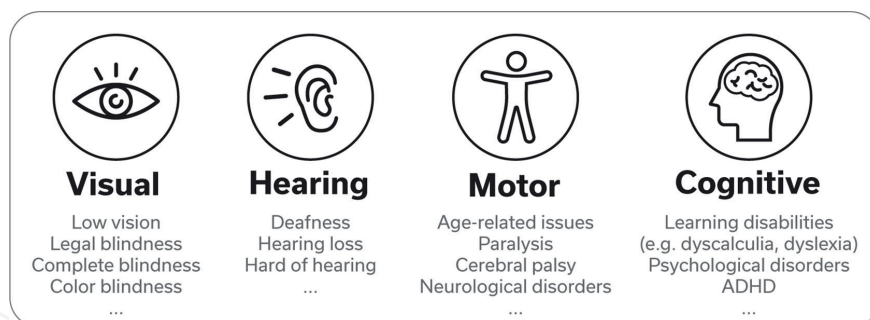 Visual
Low vision
Legal blindness
Complete blindness
Color blindness
...
Hearing
Deafness
Hearing loss
Hard of hearing
...
Motor
Age-related issues
Paralysis
Cerebral palsy
Neurological disorders
...
Cognitive
Learning disabilities
(e.g. dyscalculia, dyslexia)
Psychological disorders
ADHD
...